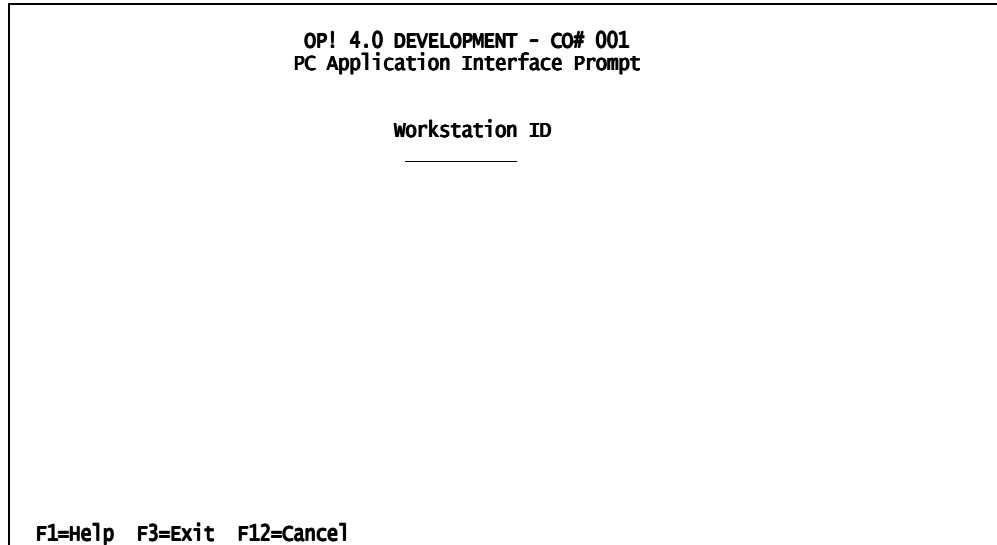 OP! 4.0 DEVELOPMENT - CO# 001
PC Application Interface Prompt
Workstation ID
F1=Help F3=Exit F12=Cancel